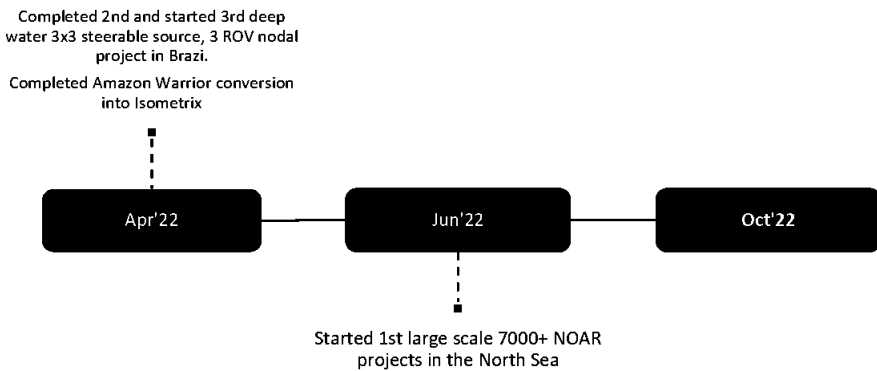 Completed 2nd and started 3rd deep
water 3x3 steerable source, 3 ROV nodal
project in Brazi.
Completed Amazon Warrior conversion
into Isometrix
Apr'22
Jun'22
Oct'22
Started 1st large scale 7000+ NOAR
projects in the North Sea